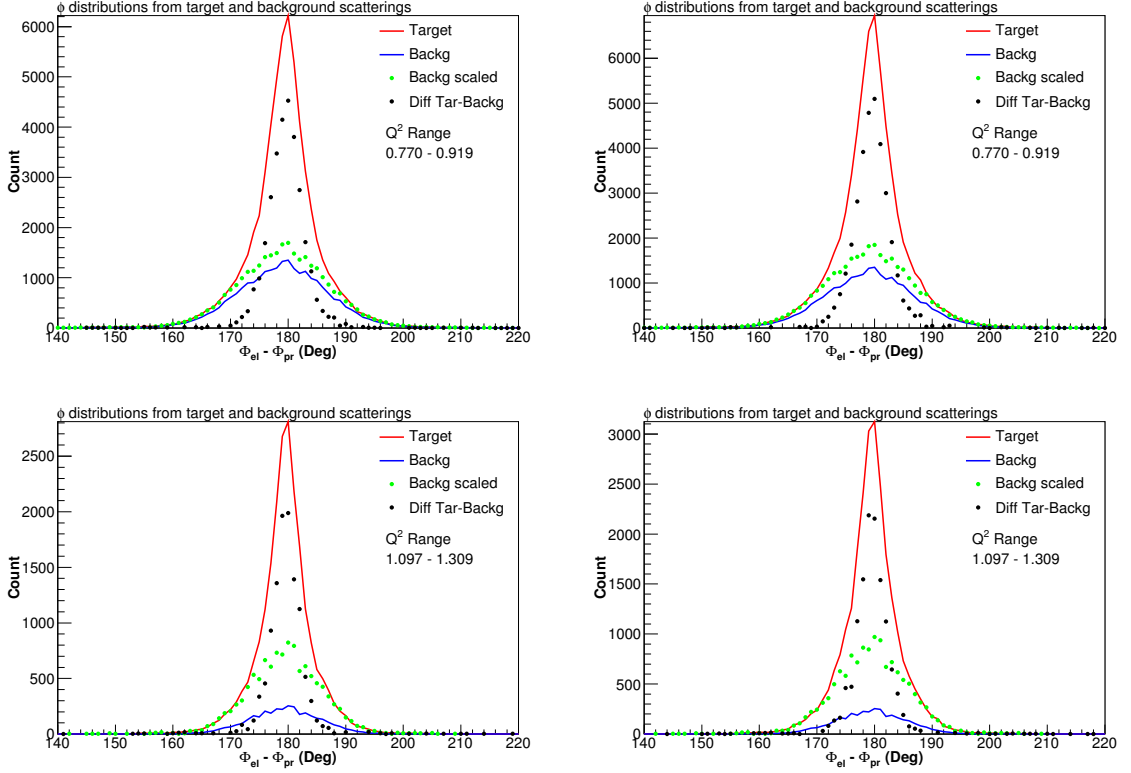 ϕ distributions from target and background scatterings
Count
6000
5000
4000
3000
2000
1000
0
Target
Backg
Backg scaled
Diff Tar-Backg
Q² Range
0.770 - 0.919
140 150 160 170 180 190 200 210 220
Φel - Φpr (Deg)
ϕ distributions from target and background scatterings
Count
6000
5000
4000
3000
2000
1000
0
Target
Backg
Backg scaled
Diff Tar-Backg
Q² Range
0.770 - 0.919
140 150 160 170 180 190 200 210 220
Φel - Φpr (Deg)
ϕ distributions from target and background scatterings
Count
2500
2000
1500
1000
500
0
Target
Backg
Backg scaled
Diff Tar-Backg
Q² Range
1.097 - 1.309
140 150 160 170 180 190 200 210 220
Φel - Φpr (Deg)
ϕ distributions from target and background scatterings
Count
3000
2500
2000
1500
1000
500
0
Target
Backg
Backg scaled
Diff Tar-Backg
Q² Range
1.097 - 1.309
140 150 160 170 180 190 200 210 220
Φel - Φpr (Deg)